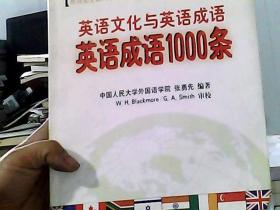 英语文化与英语成语
英语成语1000条
中国人民大学外国语学院 张勇先 编著
W. H. Blackmore G. A. Smith 审校